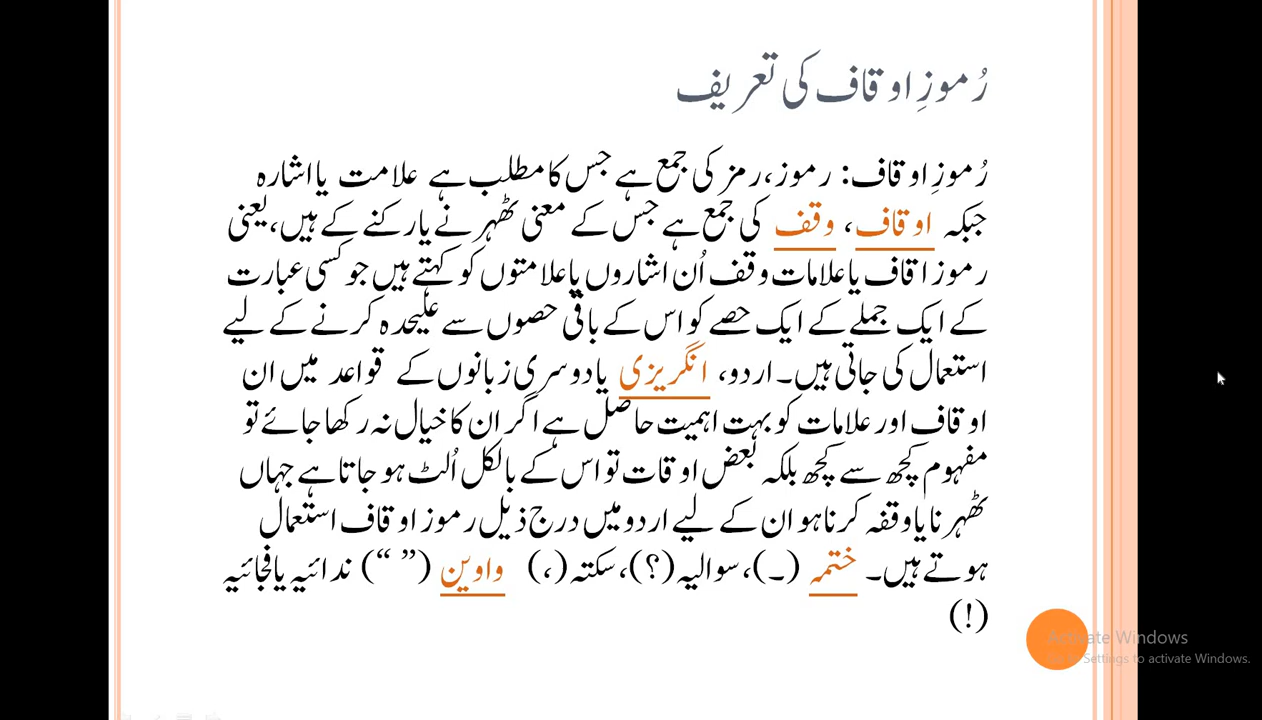 رُموزِ اوقاف کی تعریف
رُموزِ اوقاف: رموز، رمز کی جمع ہے جس کا مطلب ہے علامت یا اشارہ
جبکہ اوقاف، وقف کی جمع ہے جس کے معنی ٹھہرنے یا رکنے کے ہیں، یعنی
رموز اقاف یا علامات وقف اُن اشاروں یا علامتوں کو کہتے ہیں جو کسی عبارت
کے ایک جملے کے ایک حصے کو اس کے باقی حصوں سے علیحدہ کرنے کے لیے
استعمال کی جاتی ہیں۔ اردو، انگریزی یا دوسری زبانوں کے قواعد میں ان
اوقاف اور علامات کو بہت اہمیت حاصل ہے اگر ان کا خیال نہ رکھا جائے تو
مفہوم کچھ سے کچھ بلکہ بعض اوقات تو اس کے بالکل اُلٹ ہو جاتا ہے جہاں
ٹھہرنا یا وقفہ کرنا ہو ان کے لیے اردو میں درج ذیل رموز اوقاف استعمال
ہوتے ہیں۔ ختمہ (۔)، سوالیہ (؟)، سکتہ (،) واوین (” “) ندائیہ یا فجائیہ
(!)
Activate Windows
Go to Settings to activate Windows.